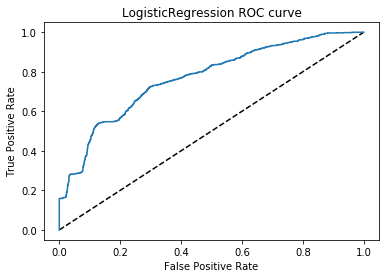 LogisticRegression ROC curve
1.0
0.8
0.6
0.4
0.2
0.0
True Positive Rate
0.0 0.2 0.4 0.6 0.8 1.0
False Positive Rate